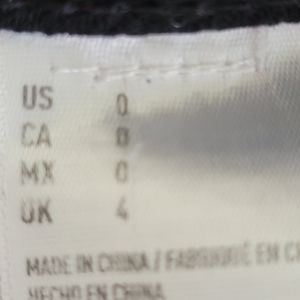 US 0
CA 0
MX 0
UK 4
MADE IN CHINA / FABRIQUÉ EN C
HECHO EN CHINA